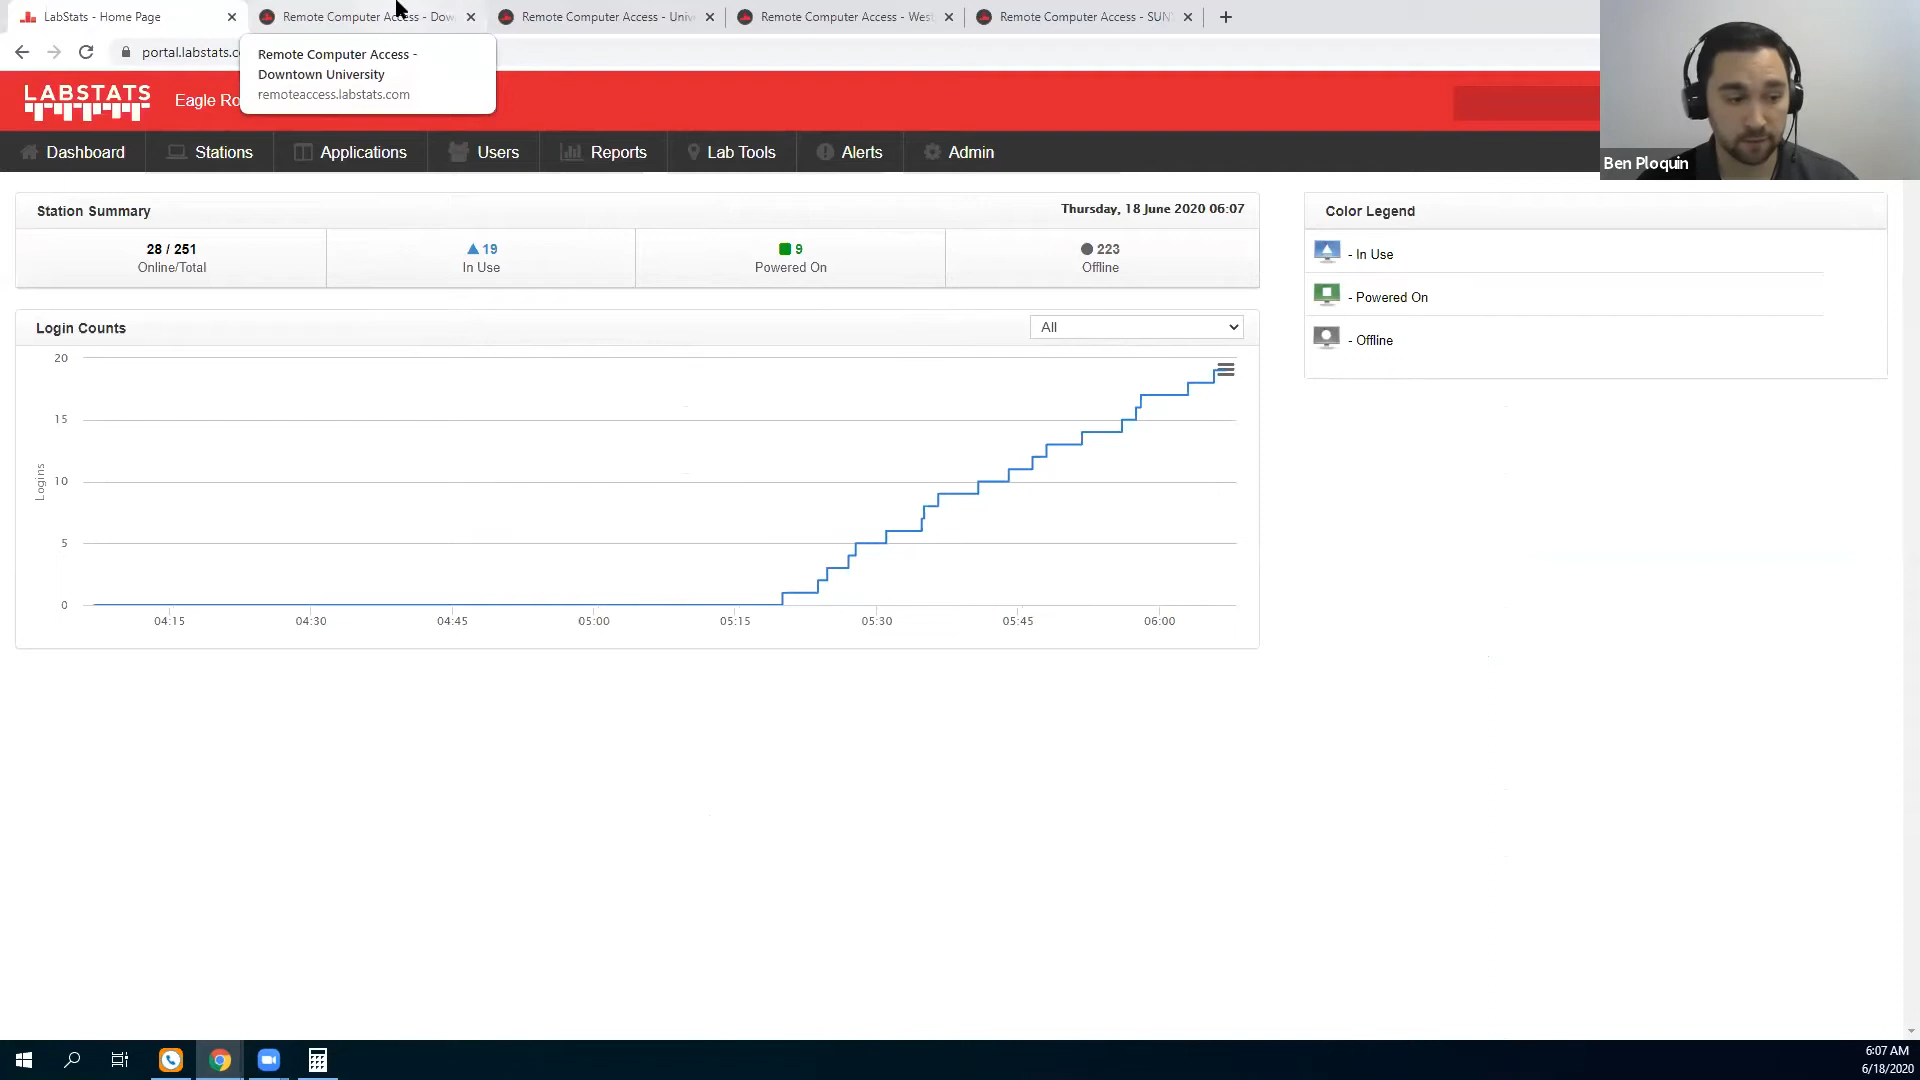 LabStats - Home Page
Remote Computer Access - Dow
Remote Computer Access - Univ
Remote Computer Access - West
Remote Computer Access - SUN
portal.labstats.c
Remote Computer Access -
Downtown University
remoteaccess.labstats.com
LABSTATS
Eagle Ro
Dashboard
Stations
Applications
Users
Reports
Lab Tools
Alerts
Admin
Ben Ploquin
Station Summary
Thursday, 18 June 2020 06:07
28 / 251
Online/Total
19
In Use
9
Powered On
223
Offline
Color Legend
- In Use
- Powered On
- Offline
Login Counts
All
Logins
20
15
10
5
0
04:15
04:30
04:45
05:00
05:15
05:30
05:45
06:00
6:07 AM
6/18/2020